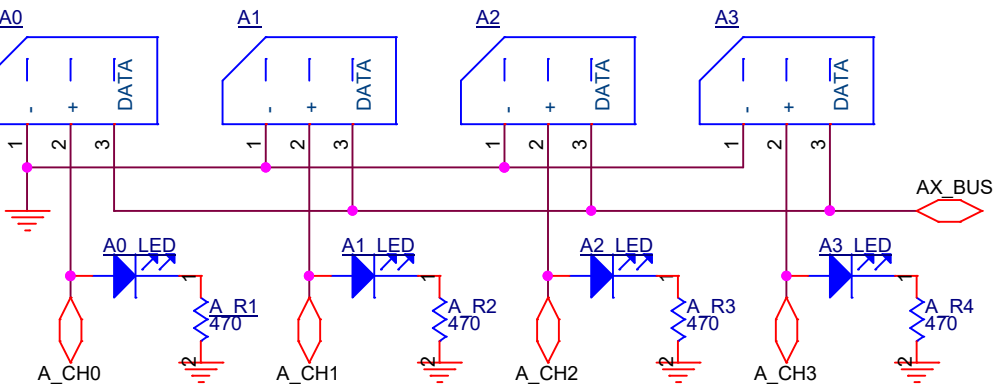 A0 A1 A2 A3
- + DATA - + DATA - + DATA - + DATA
1 2 3 1 2 3 1 2 3 1 2 3
AX_BUS
A0_LED A1_LED A2_LED A3_LED
1 1 1 1
A_R1 A_R2 A_R3 A_R4
470 470 470 470
2 2 2 2
A_CH0 A_CH1 A_CH2 A_CH3